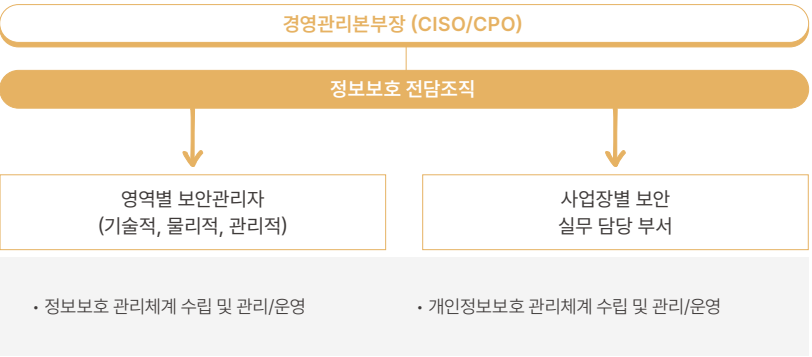 경영관리본부장 (CISO/CPO)
정보보호 전담조직
영역별 보안관리자
(기술적, 물리적, 관리적)
사업장별 보안
실무 담당 부서
• 정보보호 관리체계 수립 및 관리/운영
• 개인정보보호 관리체계 수립 및 관리/운영